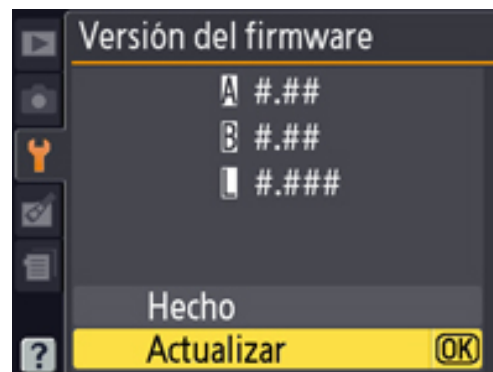 Versión del firmware
A #.##
B #.##
L #.###
Hecho
Actualizar OK
?